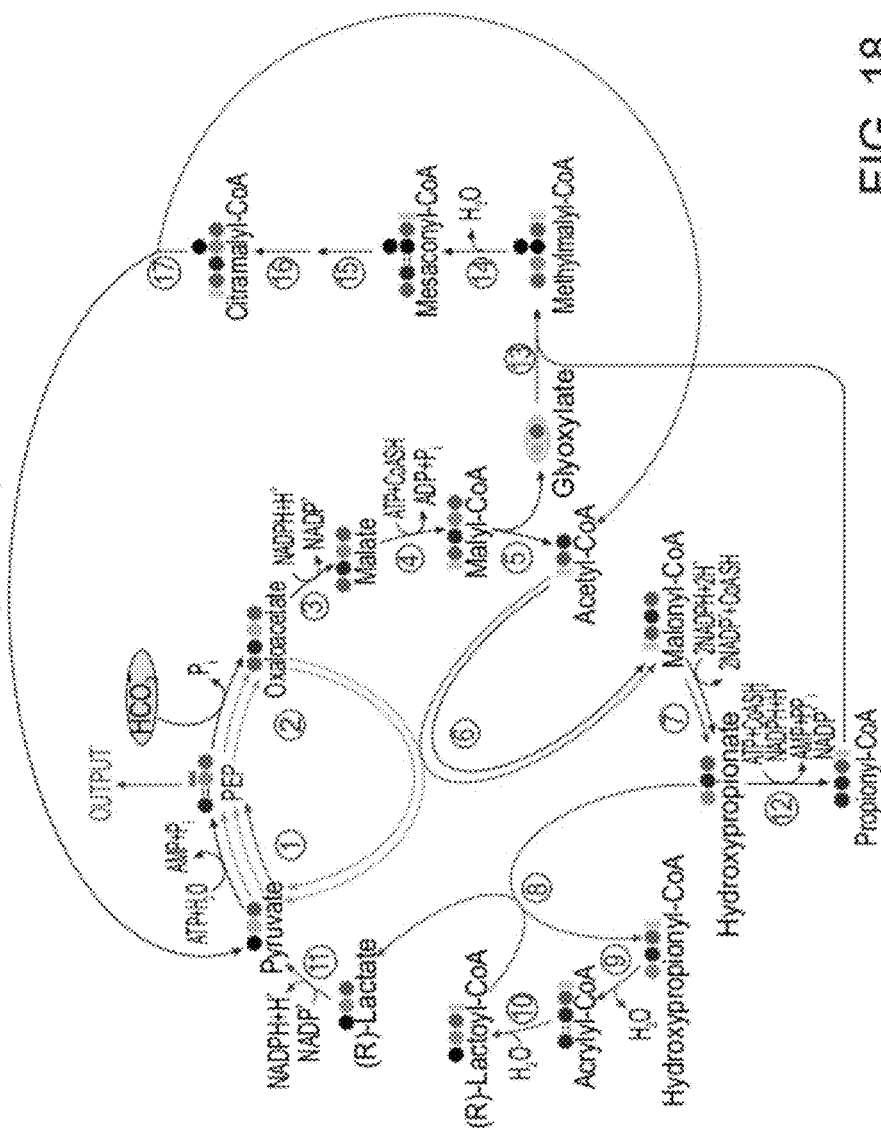 OUTPUT
HCO
PEP
ATP+H₂O
AMP+Pᵢ
①
Pᵢ
②
Oxaloacetate
NADPH+H⁺
NADP⁺
③
Malate
ATP+CoASH
ADP+Pᵢ
④
Malyl-CoA
⑤
Acetyl-CoA
Glyoxylate
⑬
Methylmalyl-CoA
⑭
H₂O
Mesaconyl-CoA
⑮
⑯
Citramalyl-CoA
⑰
⑥
Malonyl-CoA
2NADPH+2H⁺
2NADP⁺+CoASH
⑦
Hydroxypropionate
ATP+CoASH
NADPH+H⁺
AMP+PPᵢ
NADP⁺
⑫
Propionyl-CoA
⑧
Hydroxypropionyl-CoA
⑨
H₂O
Acrylyl-CoA
⑩
H₂O
(R)-Lactoyl-CoA
(R)-Lactate
⑪
NADPH+H⁺
NADP⁺
Pyruvate
FIG. 18